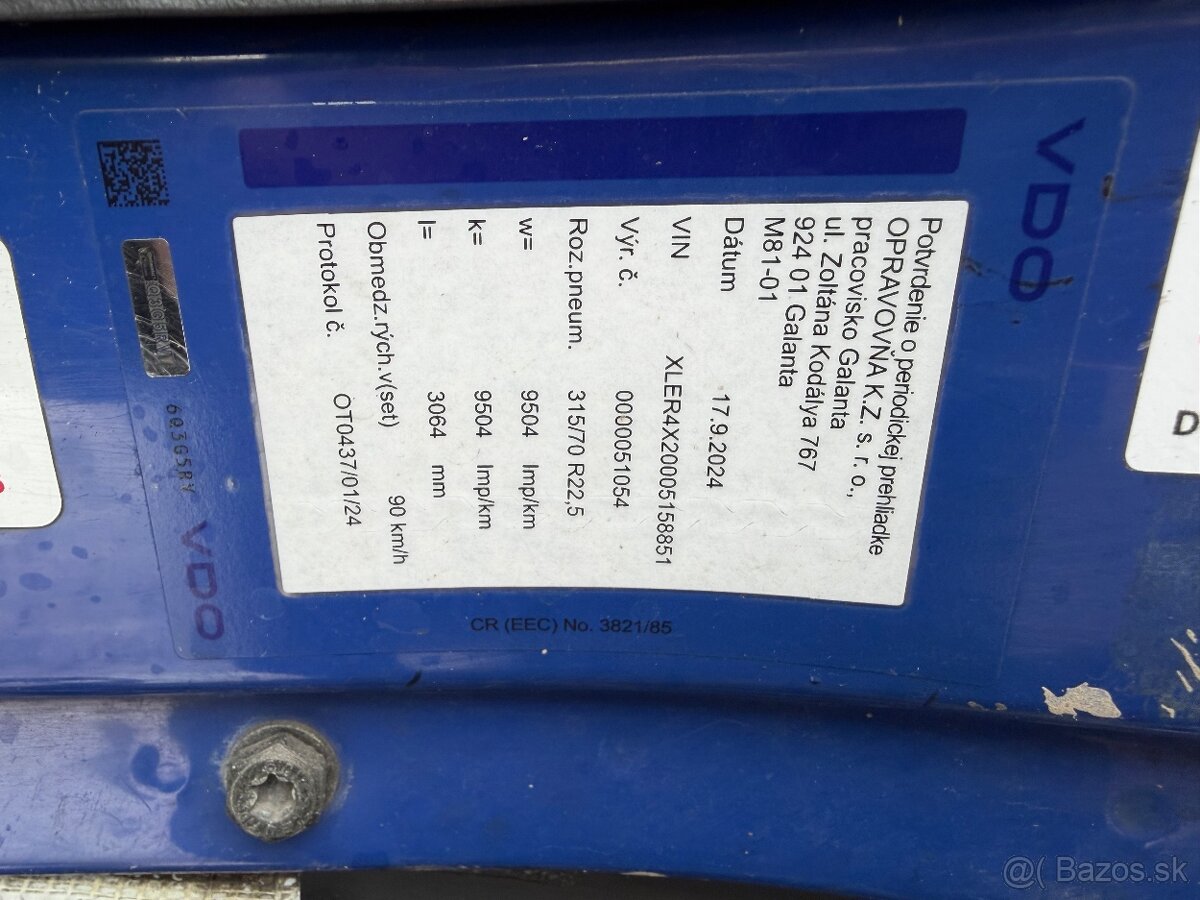 VDO
Potvrdenie o periodickej prehliadke
OPRAVOVŇA K.Z. s. r. o.,
pracovisko Galanta
ul. Zoltána Kodálya 767
924 01 Galanta
M81-01
Dátum 17.9.2024
VIN XLER4X20005158851
Výr. č. 0000051054
Roz.pneum. 315/70 R22,5
w= 9504 Imp/km
k= 9504 Imp/km
l= 3064 mm
Obmedz.rých.v(set) 90 km/h
Protokol č. OT0437/01/24
CR (EEC) No. 3821/85
VDO
D
@( Bazos.sk